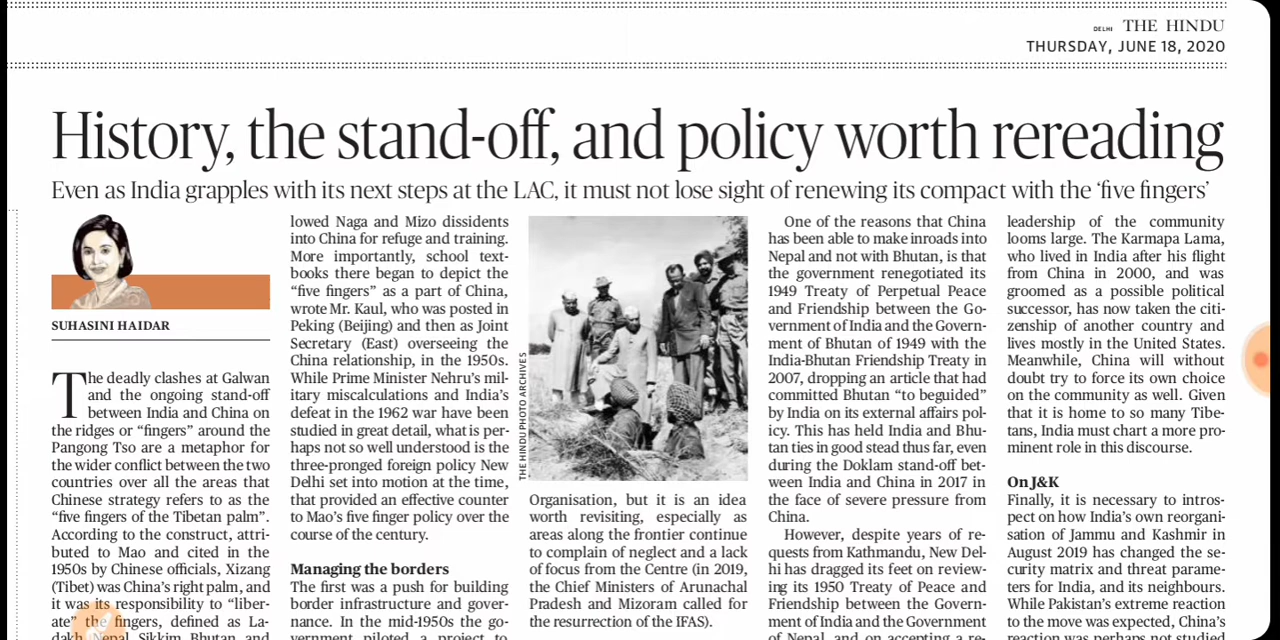 DELHI THE HINDU
THURSDAY, JUNE 18, 2020
History, the stand-off, and policy worth rereading
Even as India grapples with its next steps at the LAC, it must not lose sight of renewing its compact with the ‘five fingers’
SUHASINI HAIDAR
The deadly clashes at Galwan
and the ongoing stand-off
between India and China on
the ridges or “fingers” around the
Pangong Tso are a metaphor for
the wider conflict between the two
countries over all the areas that
Chinese strategy refers to as the
“five fingers of the Tibetan palm”.
According to the construct, attri-
buted to Mao and cited in the
1950s by Chinese officials, Xizang
(Tibet) was China’s right palm, and
it was its responsibility to “liber-
ate” the fingers, defined as La-
dakh, Nepal, Sikkim, Bhutan, and
lowed Naga and Mizo dissidents
into China for refuge and training.
More importantly, school text-
books there began to depict the
“five fingers” as a part of China,
wrote Mr. Kaul, who was posted in
Peking (Beijing) and then as Joint
Secretary (East) overseeing the
China relationship, in the 1950s.
While Prime Minister Nehru’s mil-
itary miscalculations and India’s
defeat in the 1962 war have been
studied in great detail, what is per-
haps not so well understood is the
three-pronged foreign policy New
Delhi set into motion at the time,
that provided an effective counter
to Mao’s five finger policy over the
course of the century.
Managing the borders
The first was a push for building
border infrastructure and gover-
nance. In the mid-1950s the go-
vernment piloted a project to
THE HINDU PHOTO ARCHIVES
Organisation, but it is an idea
worth revisiting, especially as
areas along the frontier continue
to complain of neglect and a lack
of focus from the Centre (in 2019,
the Chief Ministers of Arunachal
Pradesh and Mizoram called for
the resurrection of the IFAS).
One of the reasons that China
has been able to make inroads into
Nepal and not with Bhutan, is that
the government renegotiated its
1949 Treaty of Perpetual Peace
and Friendship between the Go-
vernment of India and the Govern-
ment of Bhutan of 1949 with the
India-Bhutan Friendship Treaty in
2007, dropping an article that had
committed Bhutan “to beguided”
by India on its external affairs pol-
icy. This has held India and Bhu-
tan ties in good stead thus far, even
during the Doklam stand-off bet-
ween India and China in 2017 in
the face of severe pressure from
China.
However, despite years of re-
quests from Kathmandu, New Del-
hi has dragged its feet on review-
ing its 1950 Treaty of Peace and
Friendship between the Govern-
ment of India and the Government
of Nepal, and on accepting a re-
leadership of the community
looms large. The Karmapa Lama,
who lived in India after his flight
from China in 2000, and was
groomed as a possible political
successor, has now taken the citi-
zenship of another country and
lives mostly in the United States.
Meanwhile, China will without
doubt try to force its own choice
on the community as well. Given
that it is home to so many Tibe-
tans, India must chart a more pro-
minent role in this discourse.
On J&K
Finally, it is necessary to intros-
pect on how India’s own reorgani-
sation of Jammu and Kashmir in
August 2019 has changed the se-
curity matrix and threat parame-
ters for India, and its neighbours.
While Pakistan’s extreme reaction
to the move was expected, China’s
reaction was perhaps not studied